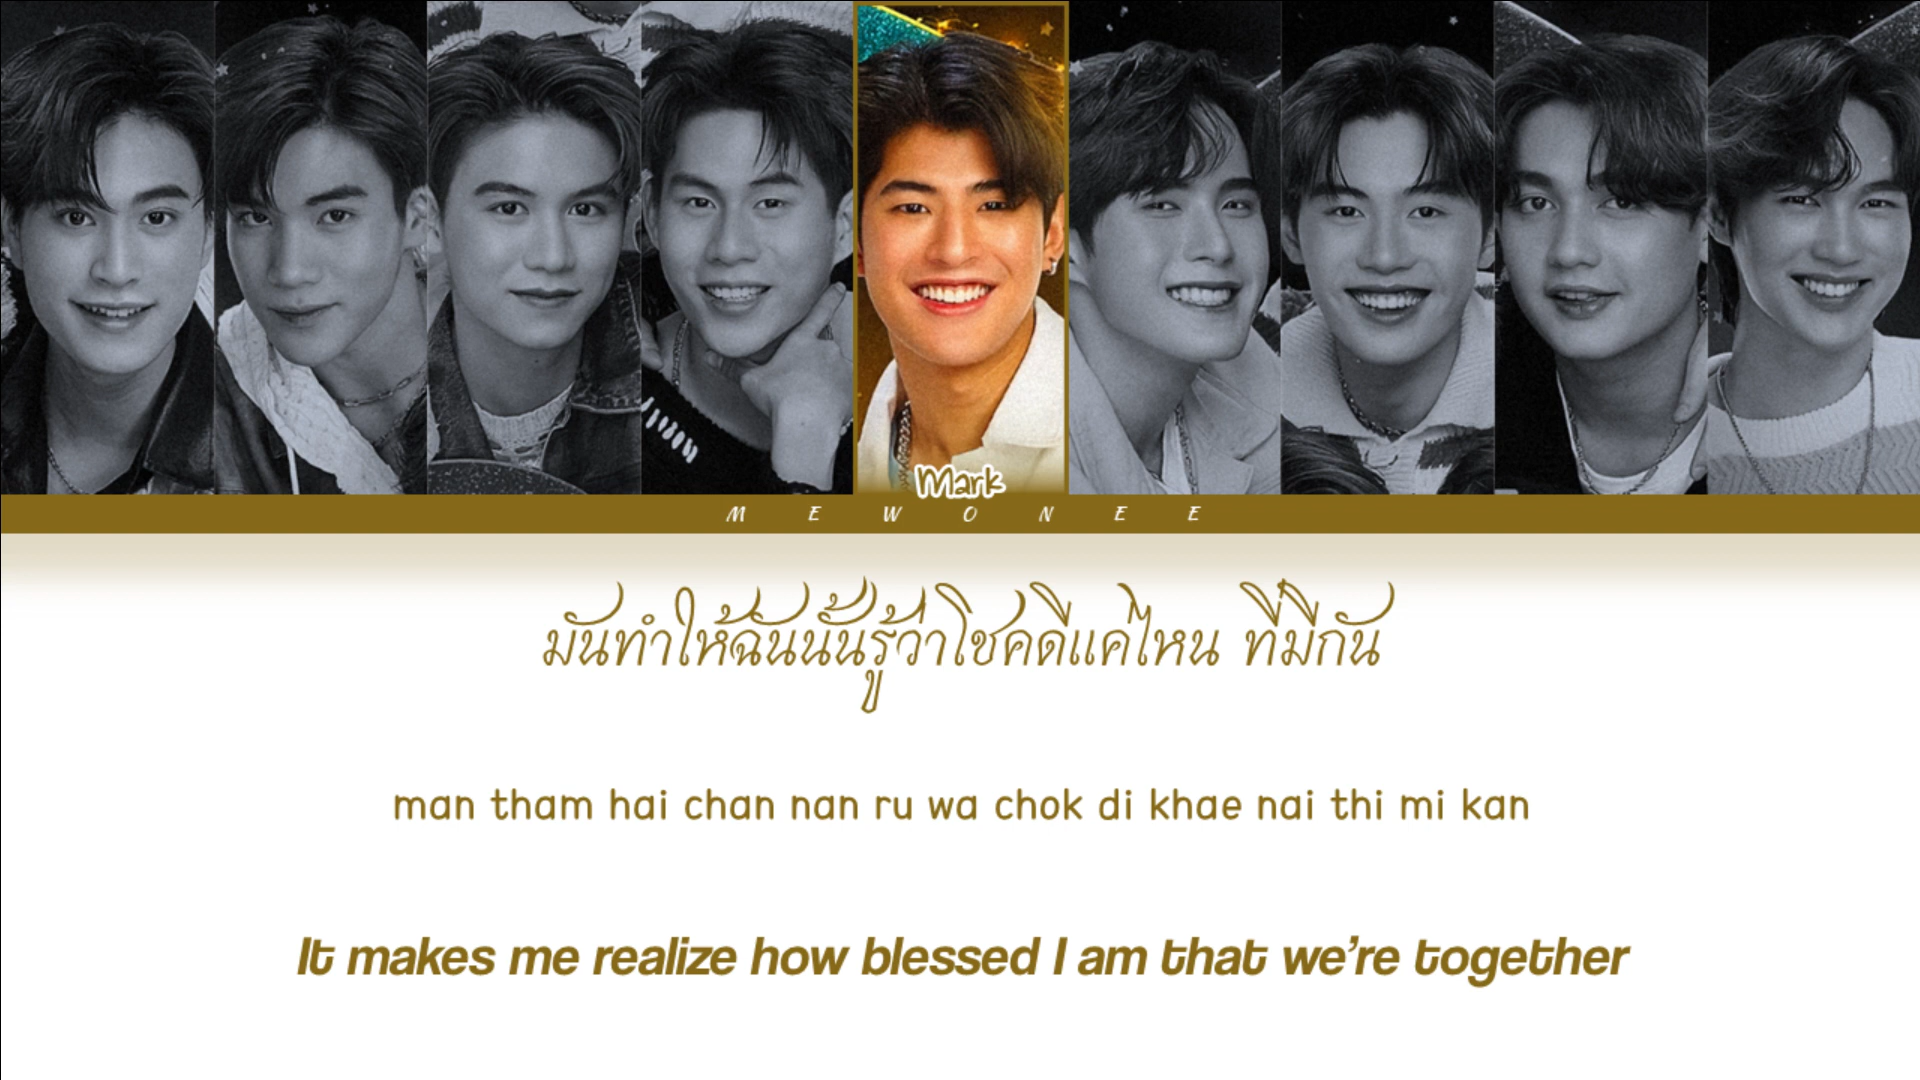 Mark
MEWONEE
มันทำให้ฉันนั้นรู้ว่าโชคดีแค่ไหน ที่มีกัน
man tham hai chan nan ru wa chok di khae nai thi mi kan
It makes me realize how blessed I am that we’re together